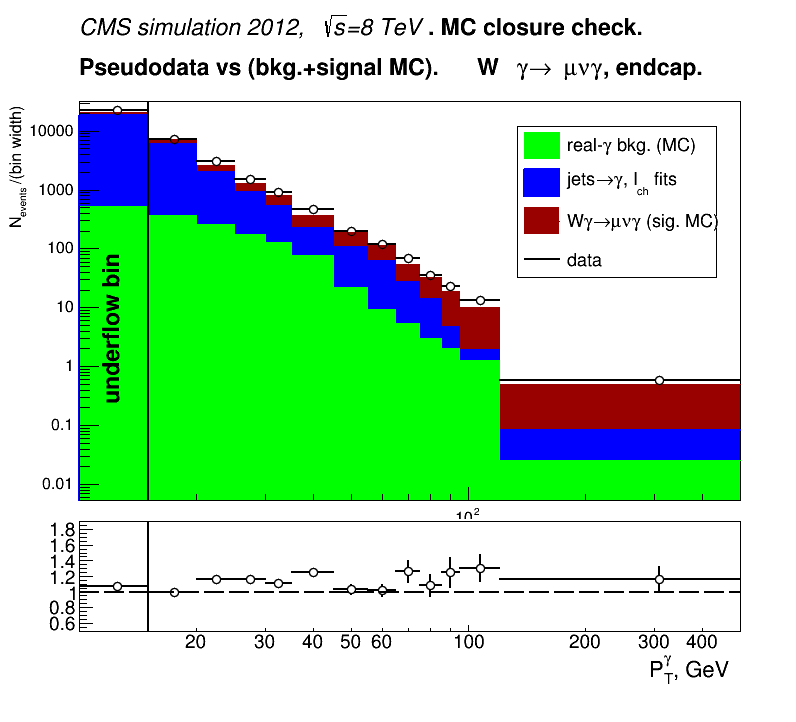 CMS simulation 2012, √s=8 TeV . MC closure check.
Pseudodata vs (bkg.+signal MC). W γ→ μνγ, endcap.
N_events /(bin width)
10000
1000
100
10
1
0.1
0.01
underflow bin
real-γ bkg. (MC)
jets→γ, I_ch fits
Wγ→μνγ (sig. MC)
data
10²
1.8
1.6
1.4
1.2
1
0.8
0.6
20 30 40 50 60 100 200 300 400
P_T^γ, GeV